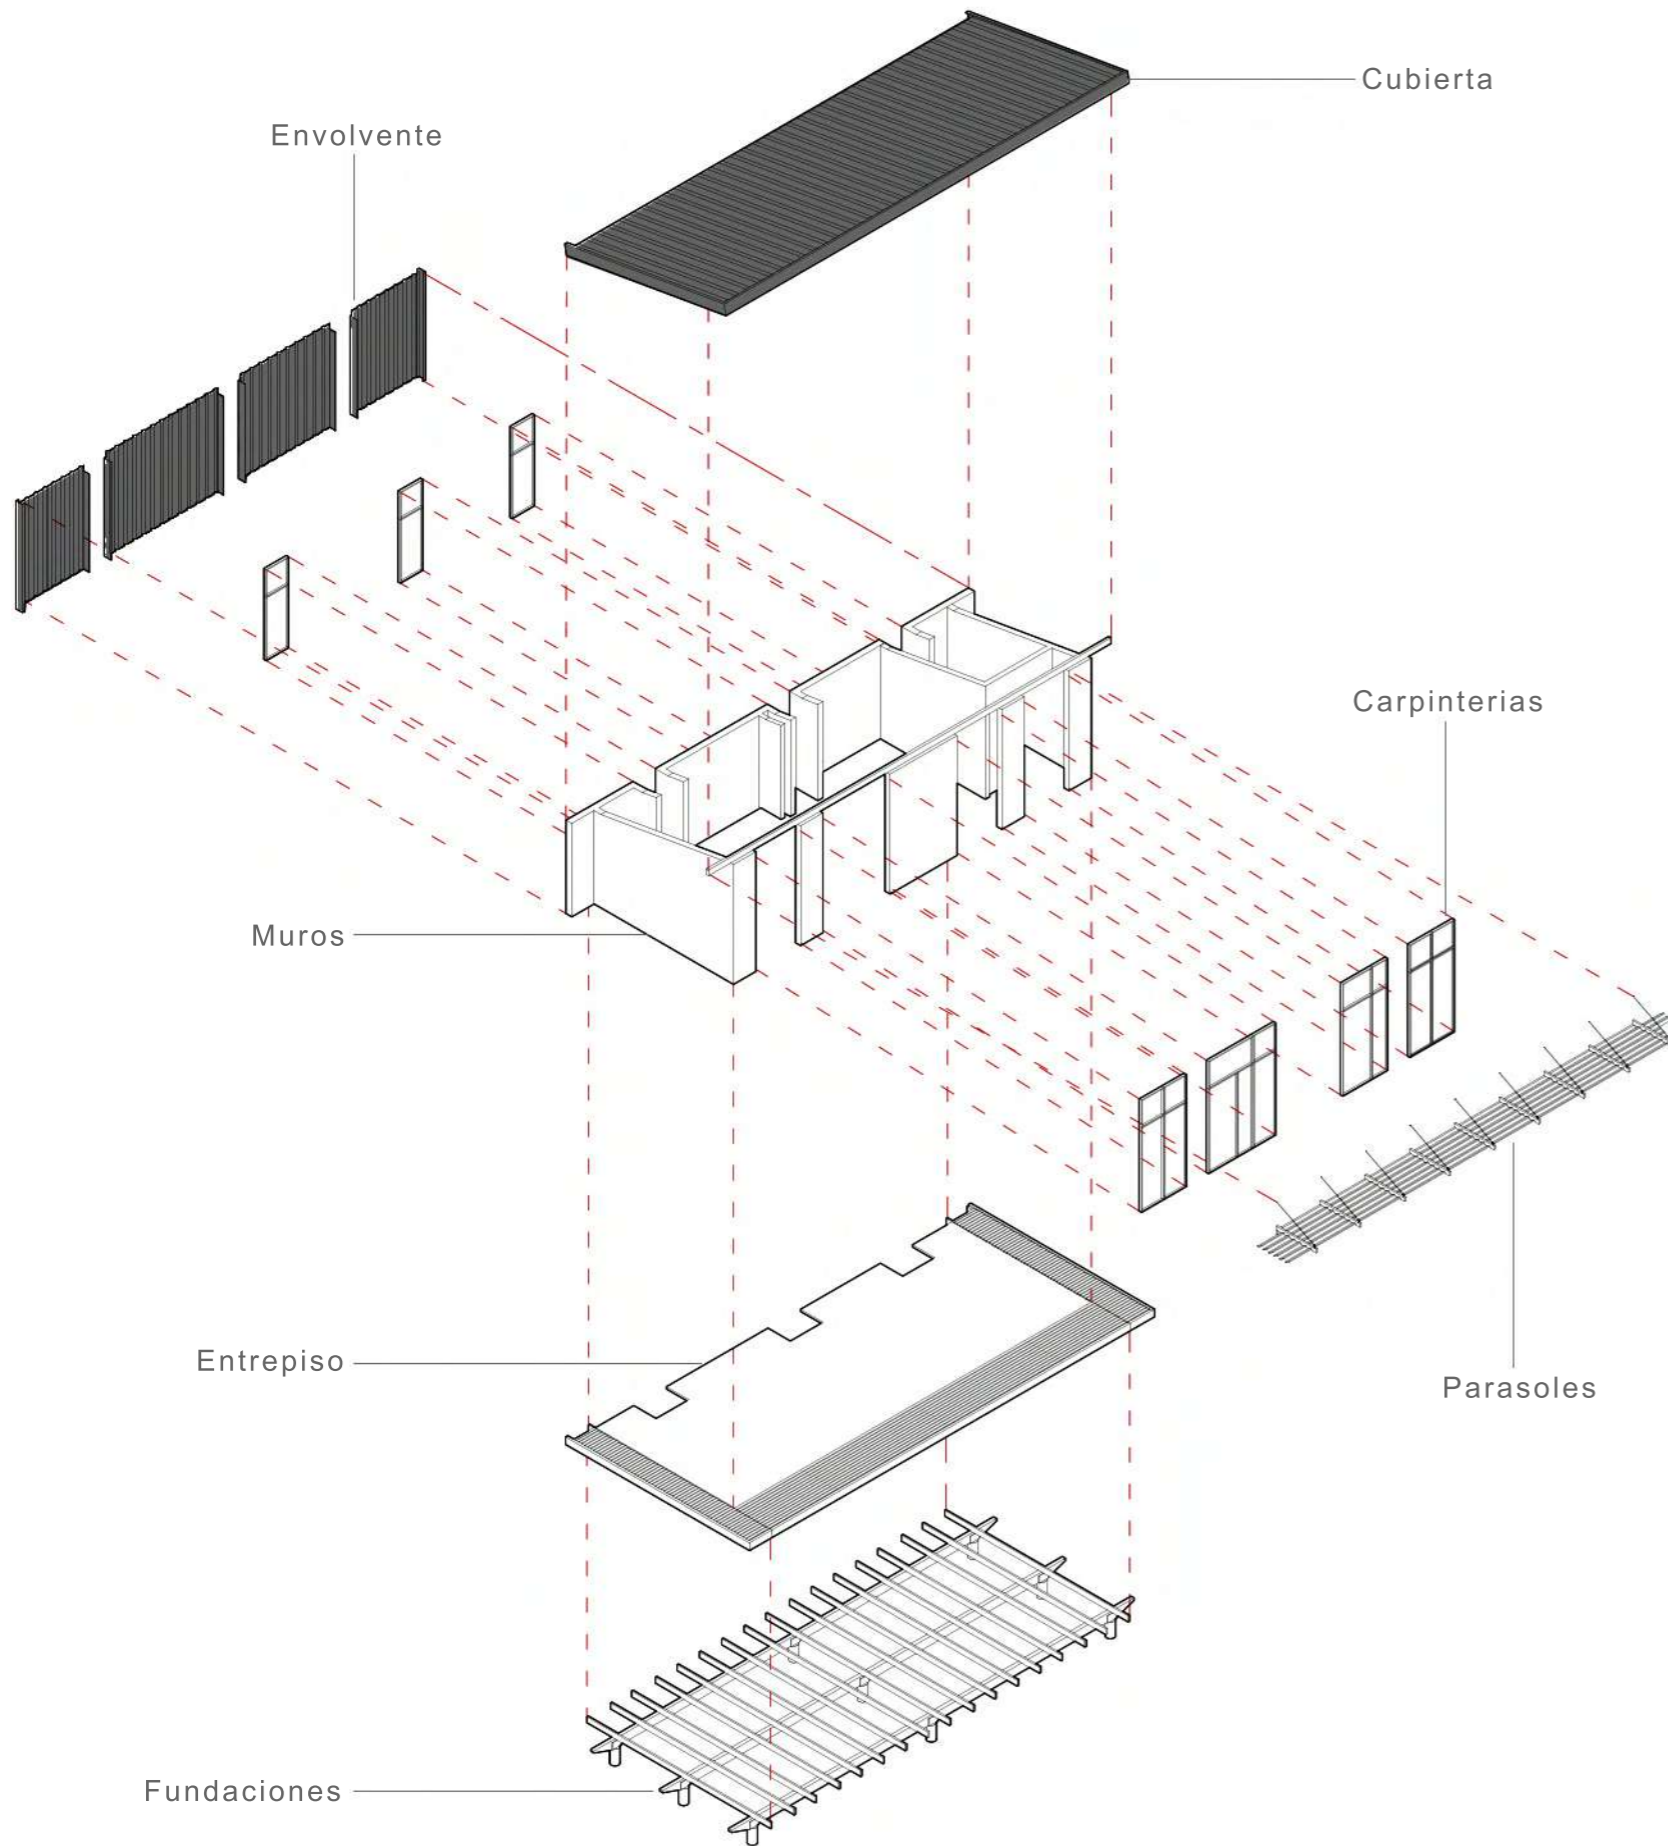 Cubierta
Envolvente
Carpinterias
Muros
Entrepiso
Parasoles
Fundaciones